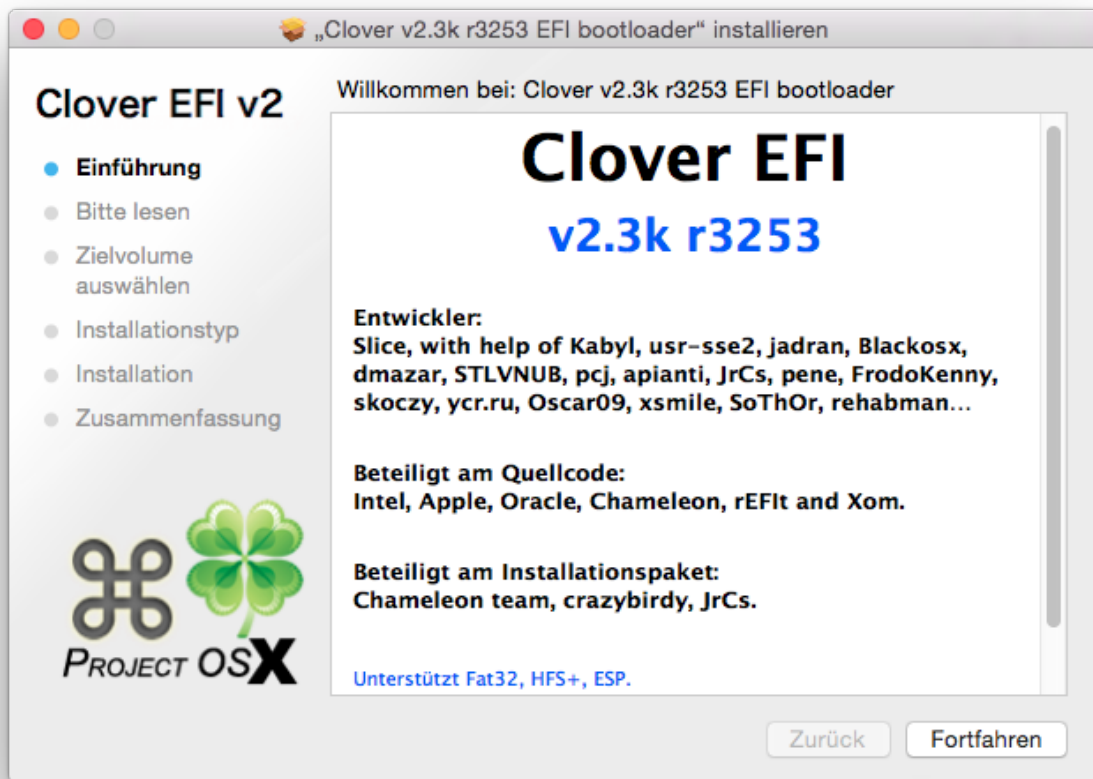 „Clover v2.3k r3253 EFI bootloader“ installieren
Clover EFI v2
Einführung
Bitte lesen
Zielvolume
auswählen
Installationstyp
Installation
Zusammenfassung
PROJECT OSX
Willkommen bei: Clover v2.3k r3253 EFI bootloader
Clover EFI
v2.3k r3253
Entwickler:
Slice, with help of Kabyl, usr-sse2, jadran, Blackosx,
dmazar, STLVNUB, pcj, apianti, JrCs, pene, FrodoKenny,
skoczy, ycr.ru, Oscar09, xsmile, SoThOr, rehabman...
Beteiligt am Quellcode:
Intel, Apple, Oracle, Chameleon, rEFIt and Xom.
Beteiligt am Installationspaket:
Chameleon team, crazybirdy, JrCs.
Unterstützt Fat32, HFS+, ESP.
Zurück
Fortfahren